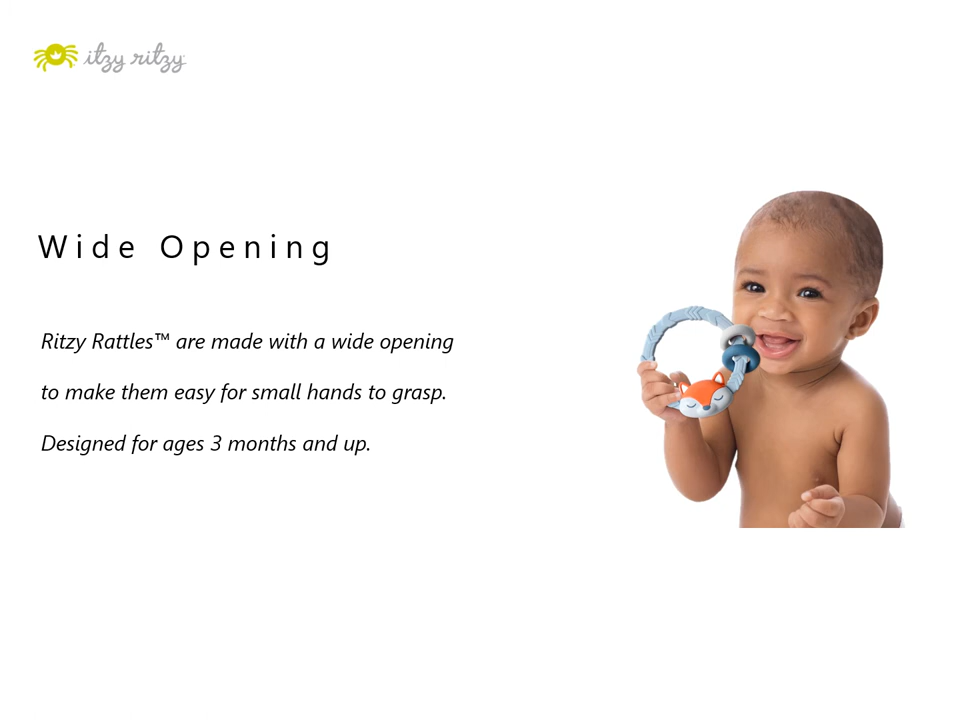 itzy ritzy
Wide Opening
Ritzy Rattles™ are made with a wide opening
to make them easy for small hands to grasp.
Designed for ages 3 months and up.